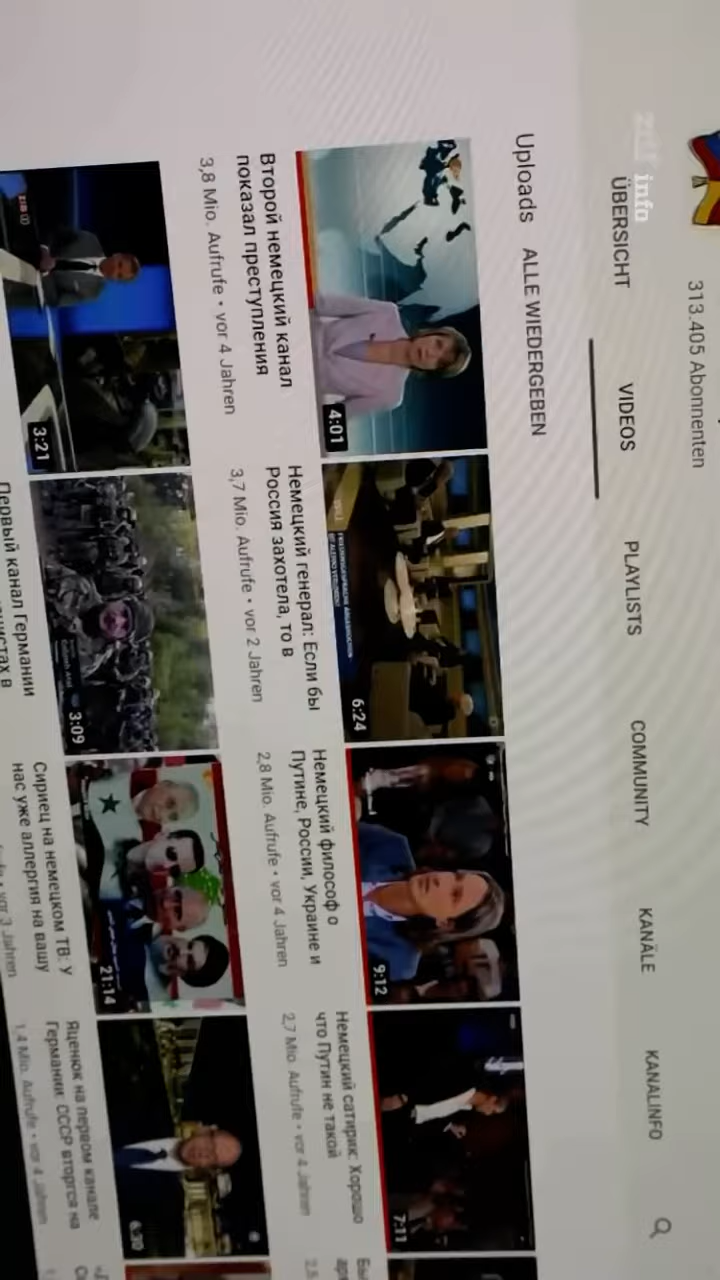 313.405 Abonnenten
zdf info
ÜBERSICHT VIDEOS PLAYLISTS COMMUNITY KANÄLE KANALINFO
Uploads ALLE WIEDERGEBEN
4:01
6:24
9:12
7:11
Второй немецкий канал
показал преступления
3,8 Mio. Aufrufe • vor 4 Jahren
Немецкий генерал: Если бы
Россия захотела, то в
3,7 Mio. Aufrufe • vor 2 Jahren
Немецкий философ о
Путине, России, Украине и
2,8 Mio. Aufrufe • vor 4 Jahren
Немецкий сатирик: Хорошо
что Путин не такой
2,7 Mio. Aufrufe • vor 4 Jahren
3:21
3:09
21:14
Первый канал Германии
в
Сириец на немецком ТВ: У
нас уже аллергия на вашу
vor 3 Jahren
Яценюк на первом канале
Германии: СССР вторгся на
1,4 Mio. Aufrufe • vor 4 Jahren